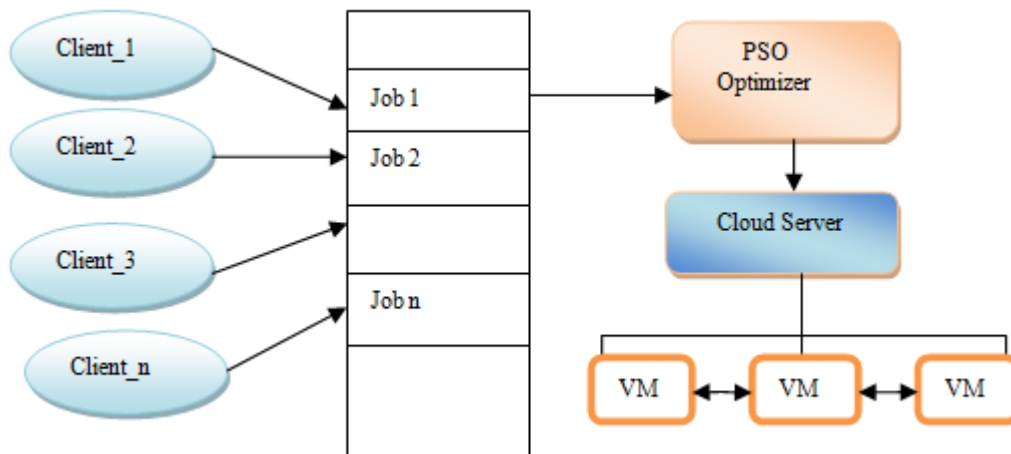 Client_1
Client_2
Client_3
Client_n
Job 1
Job 2
Job n
PSO
Optimizer
Cloud Server
VM
VM
VM